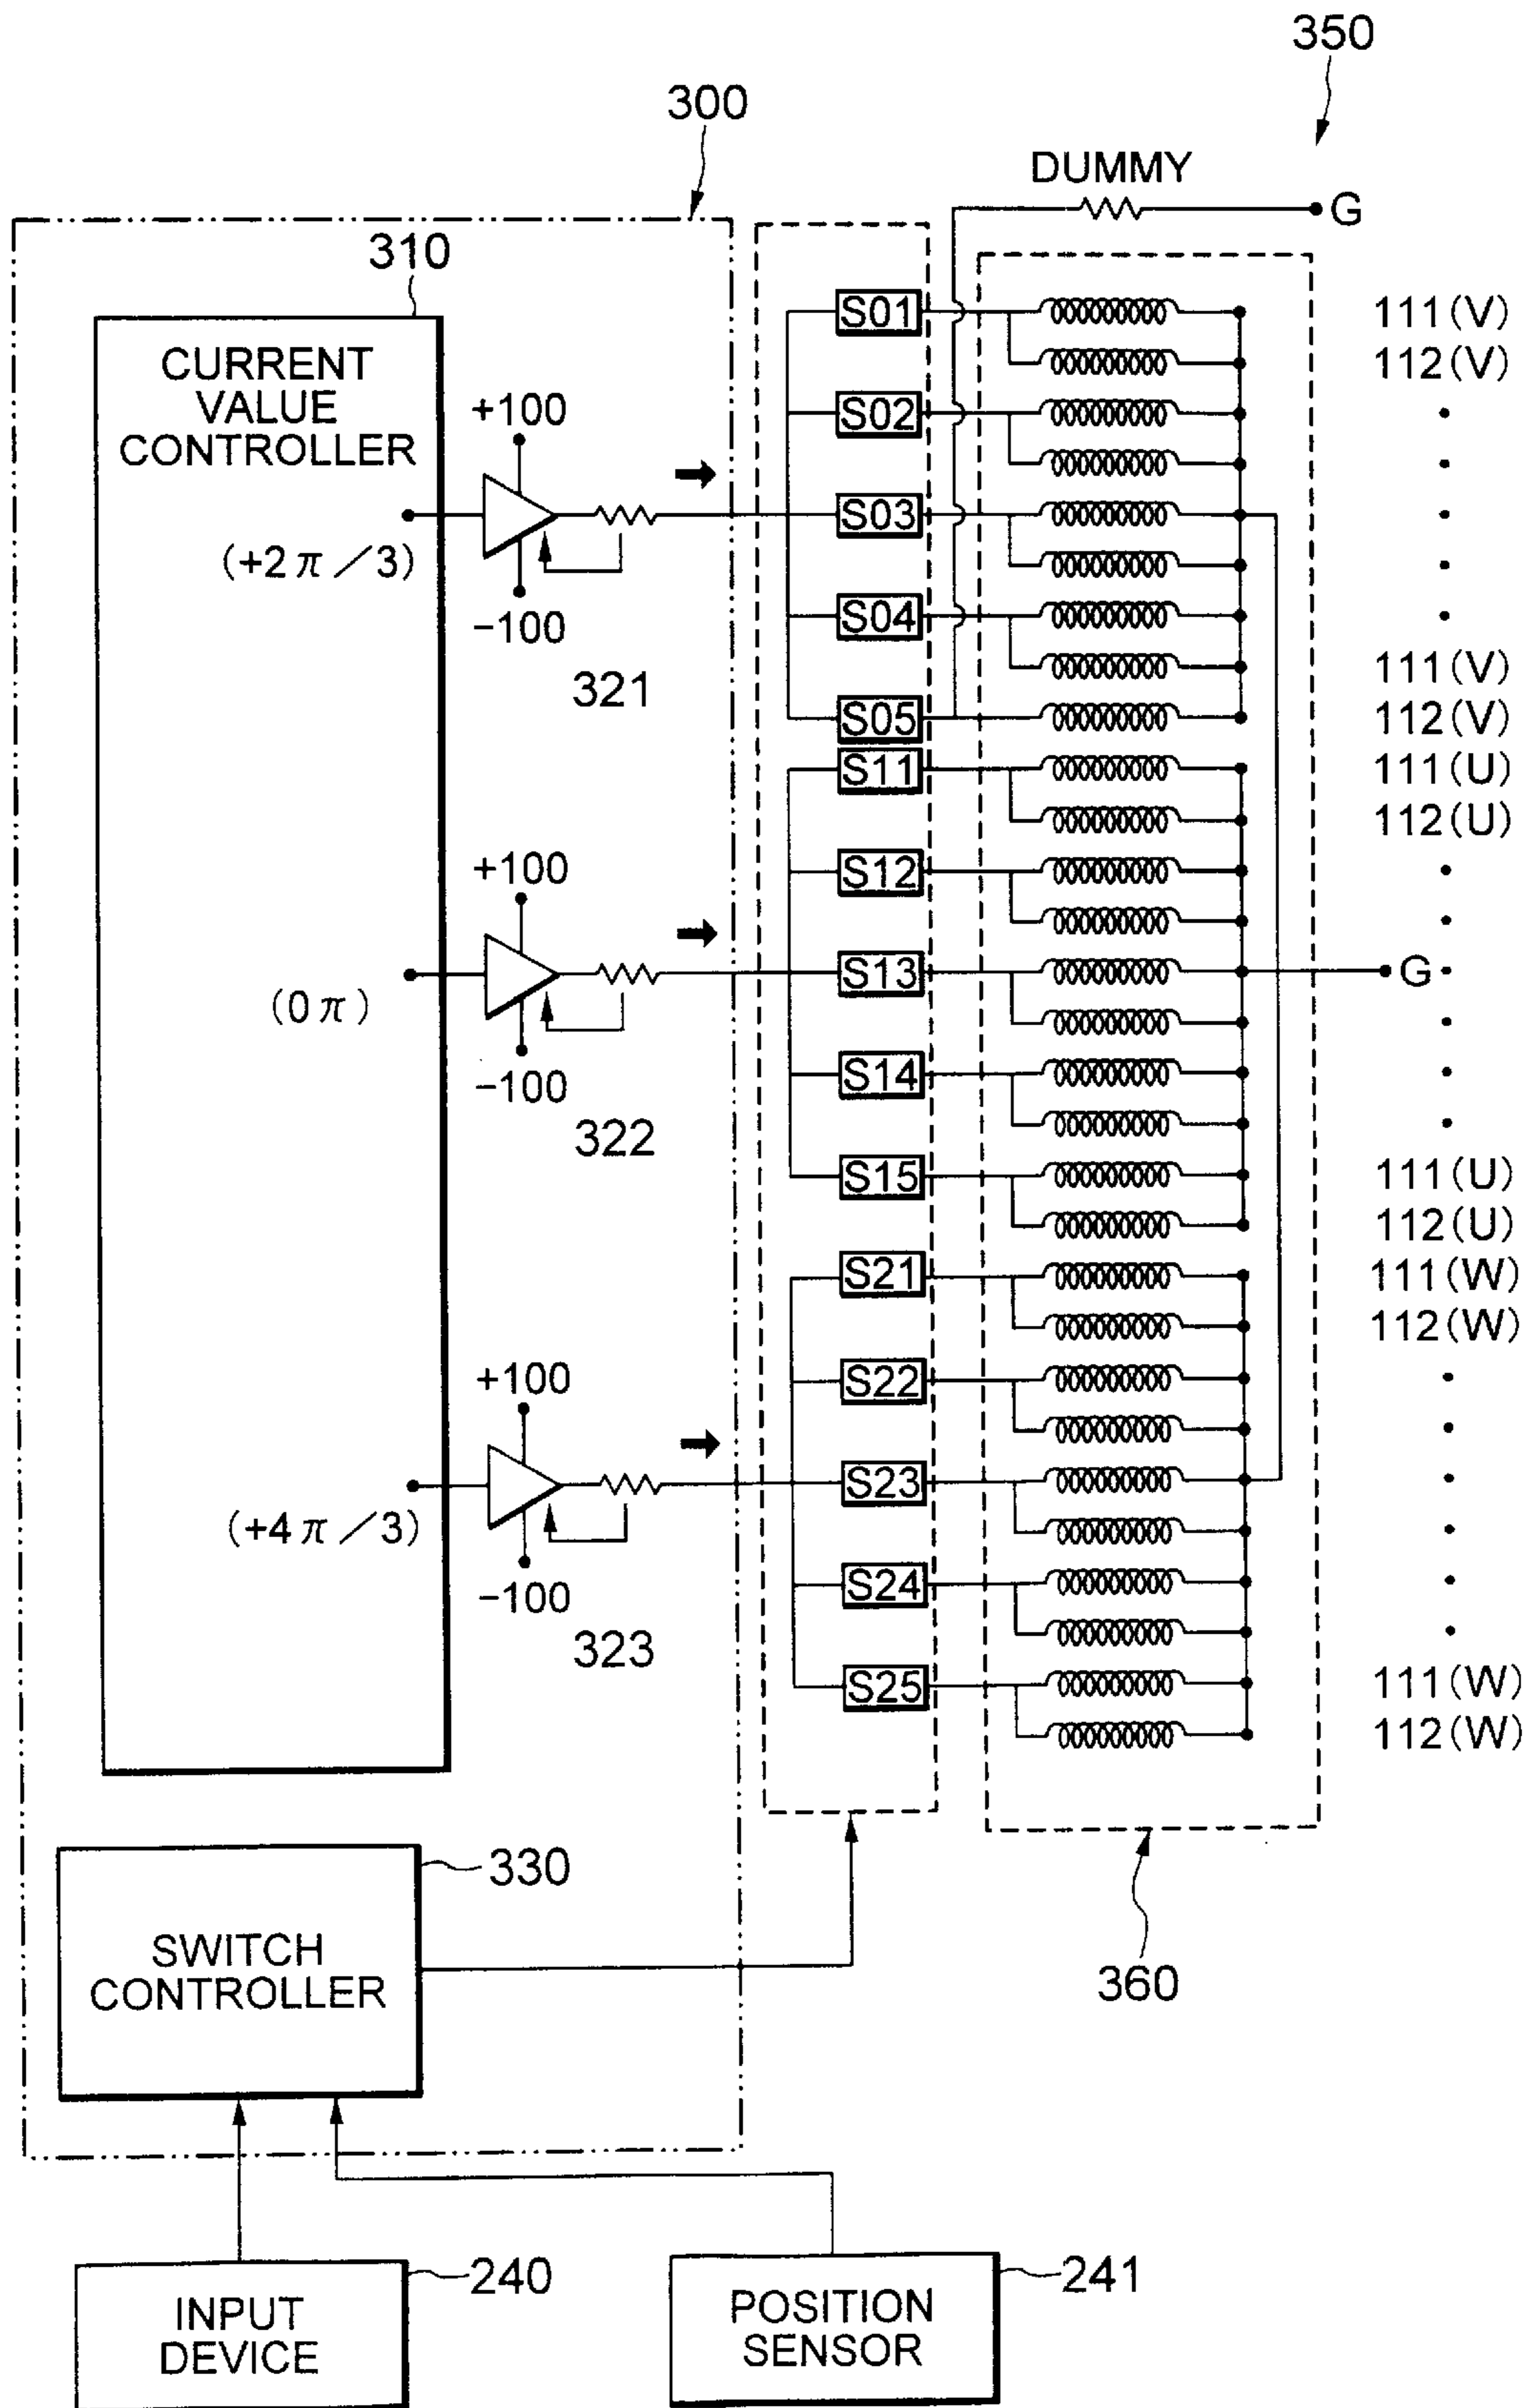 350
300
DUMMY
G
310
CURRENT
VALUE
CONTROLLER
S01
111(V)
112(V)
+100
S02
S03
(+2π/3)
S04
−100
321
111(V)
S05
112(V)
S11
111(U)
112(U)
+100
S12
S13
G
(0π)
S14
−100
322
S15
111(U)
112(U)
S21
111(W)
112(W)
+100
S22
S23
(+4π/3)
S24
−100
323
S25
111(W)
112(W)
330
SWITCH
CONTROLLER
360
240
241
INPUT
DEVICE
POSITION
SENSOR